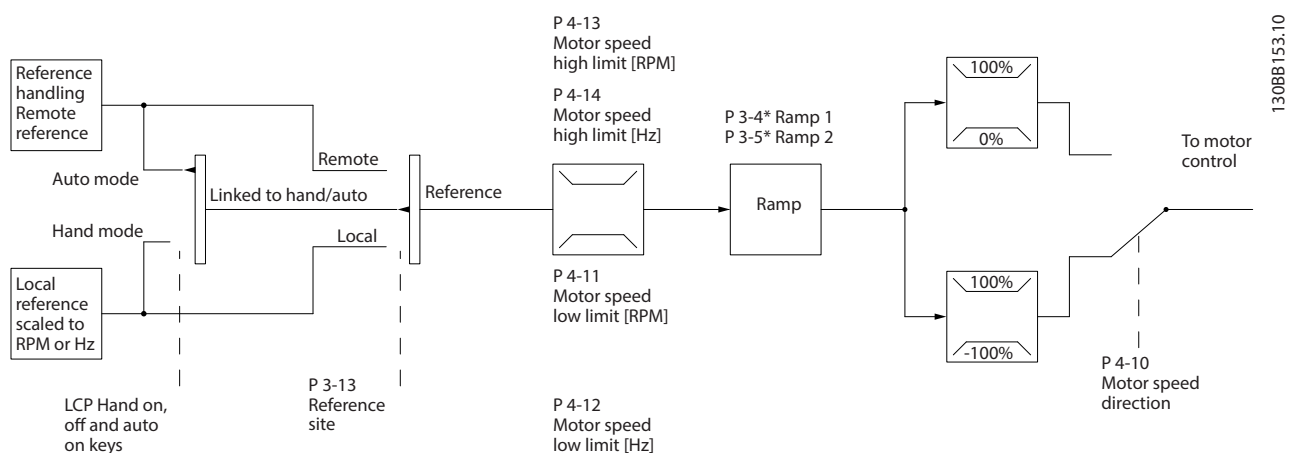 P 4-13
Motor speed
high limit [RPM]
P 4-14
Motor speed
high limit [Hz]
130BB153.10
Reference
handling
Remote
reference
Auto mode
Remote
Linked to hand/auto
Reference
Hand mode
Local
Local
reference
scaled to
RPM or Hz
P 3-4* Ramp 1
P 3-5* Ramp 2
Ramp
100%
0%
To motor
control
100%
-100%
P 4-11
Motor speed
low limit [RPM]
P 4-12
Motor speed
low limit [Hz]
LCP Hand on,
off and auto
on keys
P 3-13
Reference
site
P 4-10
Motor speed
direction